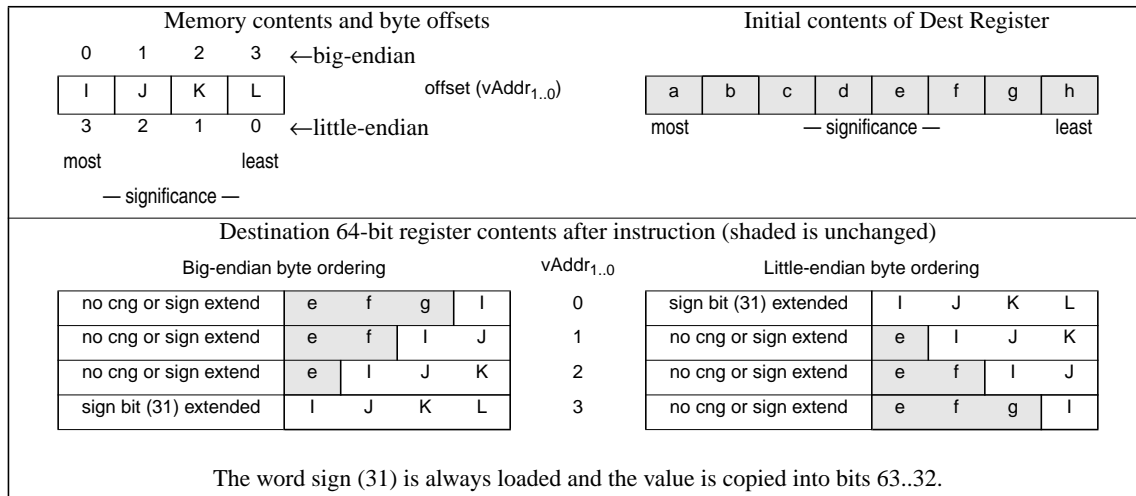 Memory contents and byte offsets
Initial contents of Dest Register
0 1 2 3 ←big-endian
I J K L offset (vAddr1..0)
a b c d e f g h
3 2 1 0 ←little-endian
most — significance — least
most least
— significance —
Destination 64-bit register contents after instruction (shaded is unchanged)
Big-endian byte ordering vAddr1..0 Little-endian byte ordering
no cng or sign extend e f g I 0 sign bit (31) extended I J K L
no cng or sign extend e f I J 1 no cng or sign extend e I J K
no cng or sign extend e I J K 2 no cng or sign extend e f I J
sign bit (31) extended I J K L 3 no cng or sign extend e f g I
The word sign (31) is always loaded and the value is copied into bits 63..32.